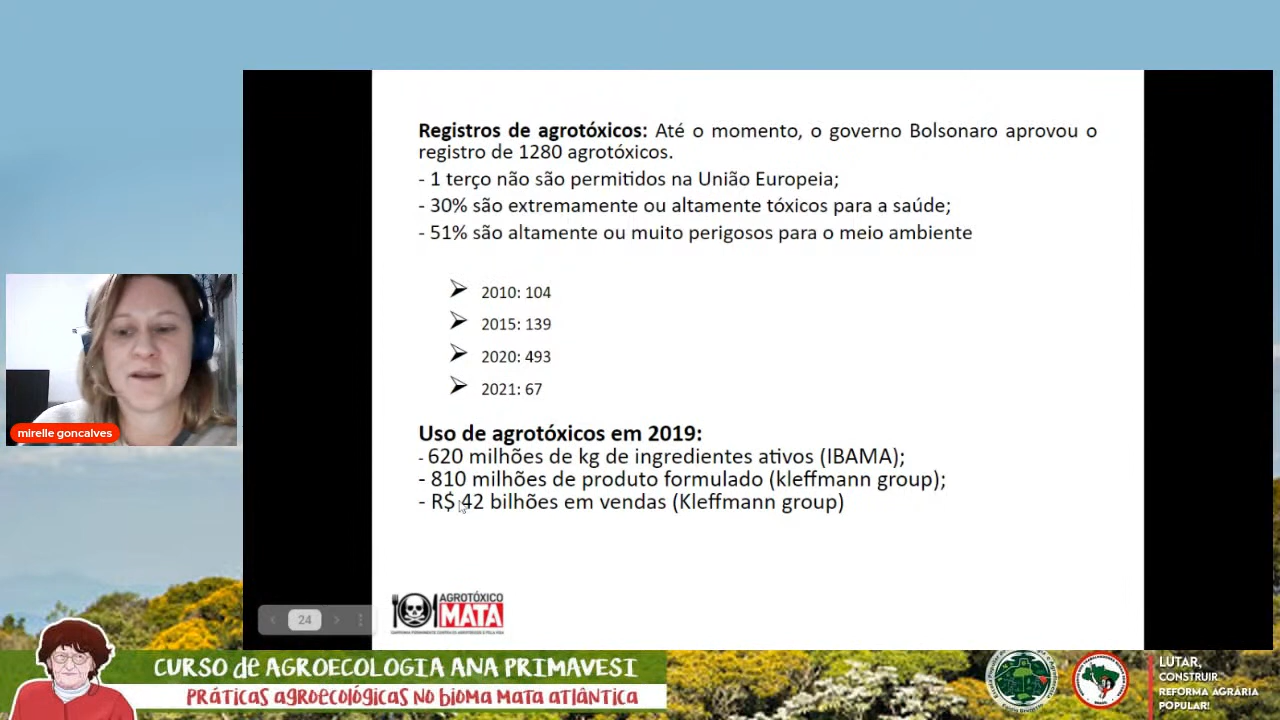 Registros de agrotóxicos: Até o momento, o governo Bolsonaro aprovou o
registro de 1280 agrotóxicos.
- 1 terço não são permitidos na União Europeia;
- 30% são extremamente ou altamente tóxicos para a saúde;
- 51% são altamente ou muito perigosos para o meio ambiente
2010: 104
2015: 139
2020: 493
2021: 67
Uso de agrotóxicos em 2019:
- 620 milhões de kg de ingredientes ativos (IBAMA);
- 810 milhões de produto formulado (kleffmann group);
- R$ 42 bilhões em vendas (Kleffmann group)
mirelle goncalves
24
AGROTÓXICO
MATA
CURSO de AGROECOLOGIA ANA PRIMAVESI
PRÁTICAS AGROECOLÓGICAS NO BIOMA MATA ATLÂNTICA
LUTAR,
CONSTRUIR
REFORMA AGRÁRIA
POPULAR!